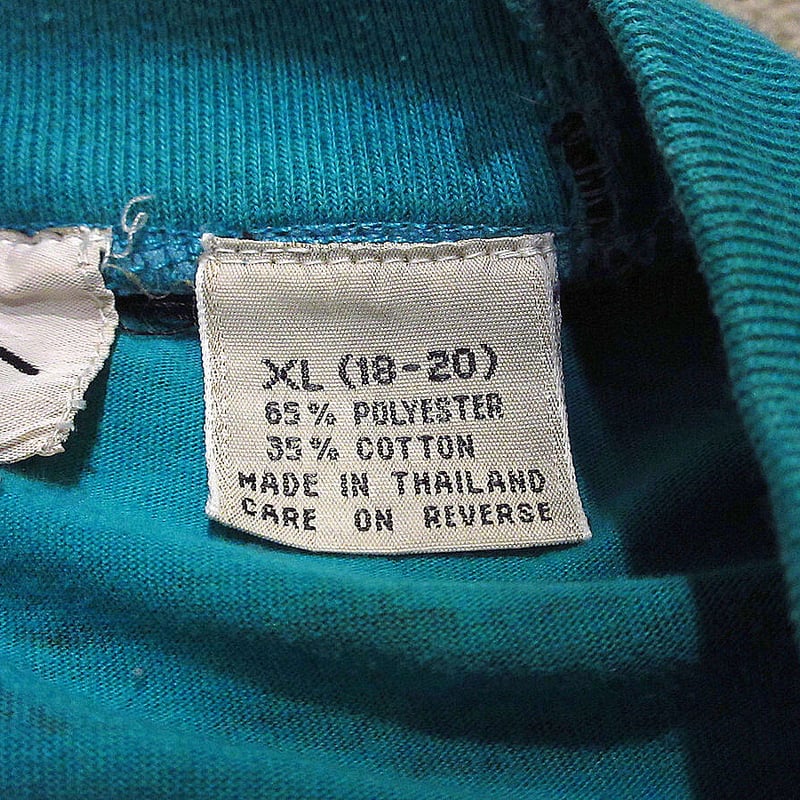 XL (18-20)
65% POLYESTER
35% COTTON
MADE IN THAILAND
CARE ON REVERSE